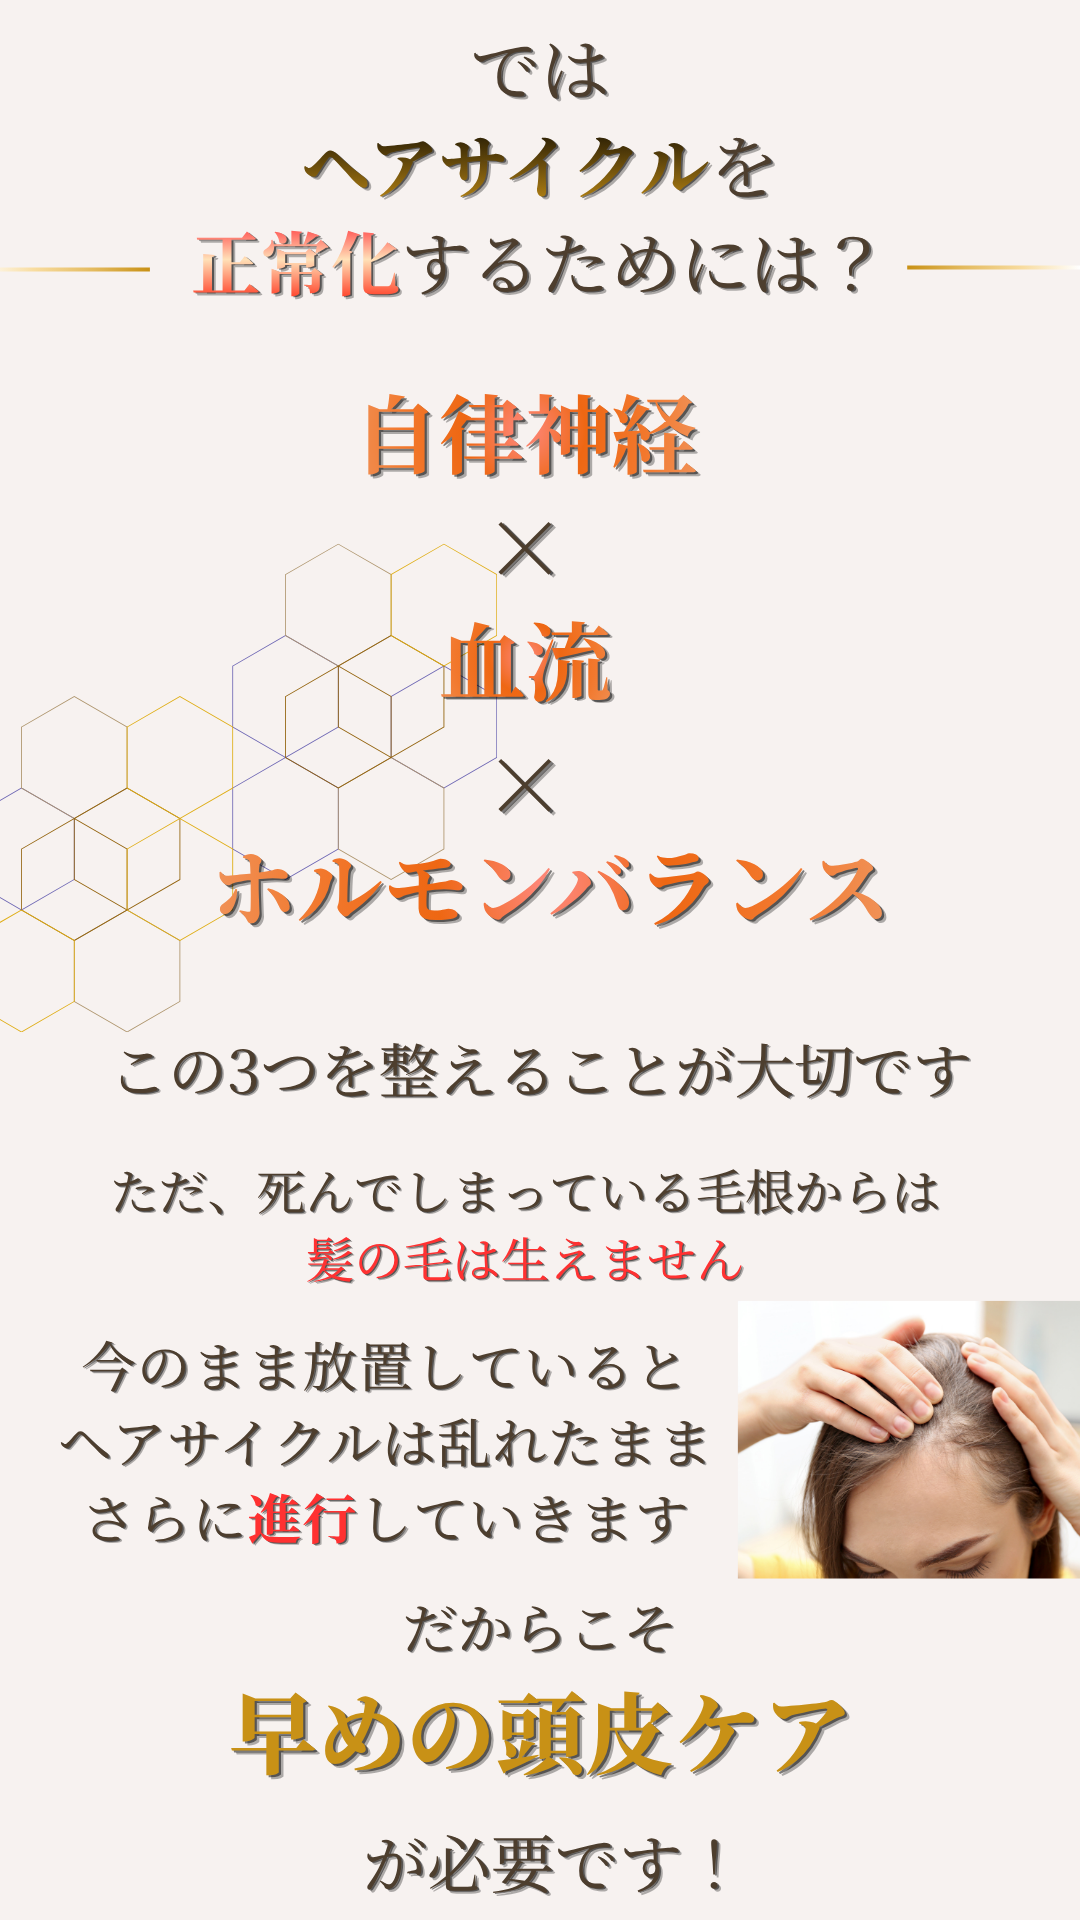 では
ヘアサイクルを
正常化するためには？
自律神経
×
血流
×
ホルモンバランス
この3つを整えることが大切です
ただ、死んでしまっている毛根からは
髪の毛は生えません
今のまま放置していると
ヘアサイクルは乱れたまま
さらに進行していきます
だからこそ
早めの頭皮ケア
が必要です！